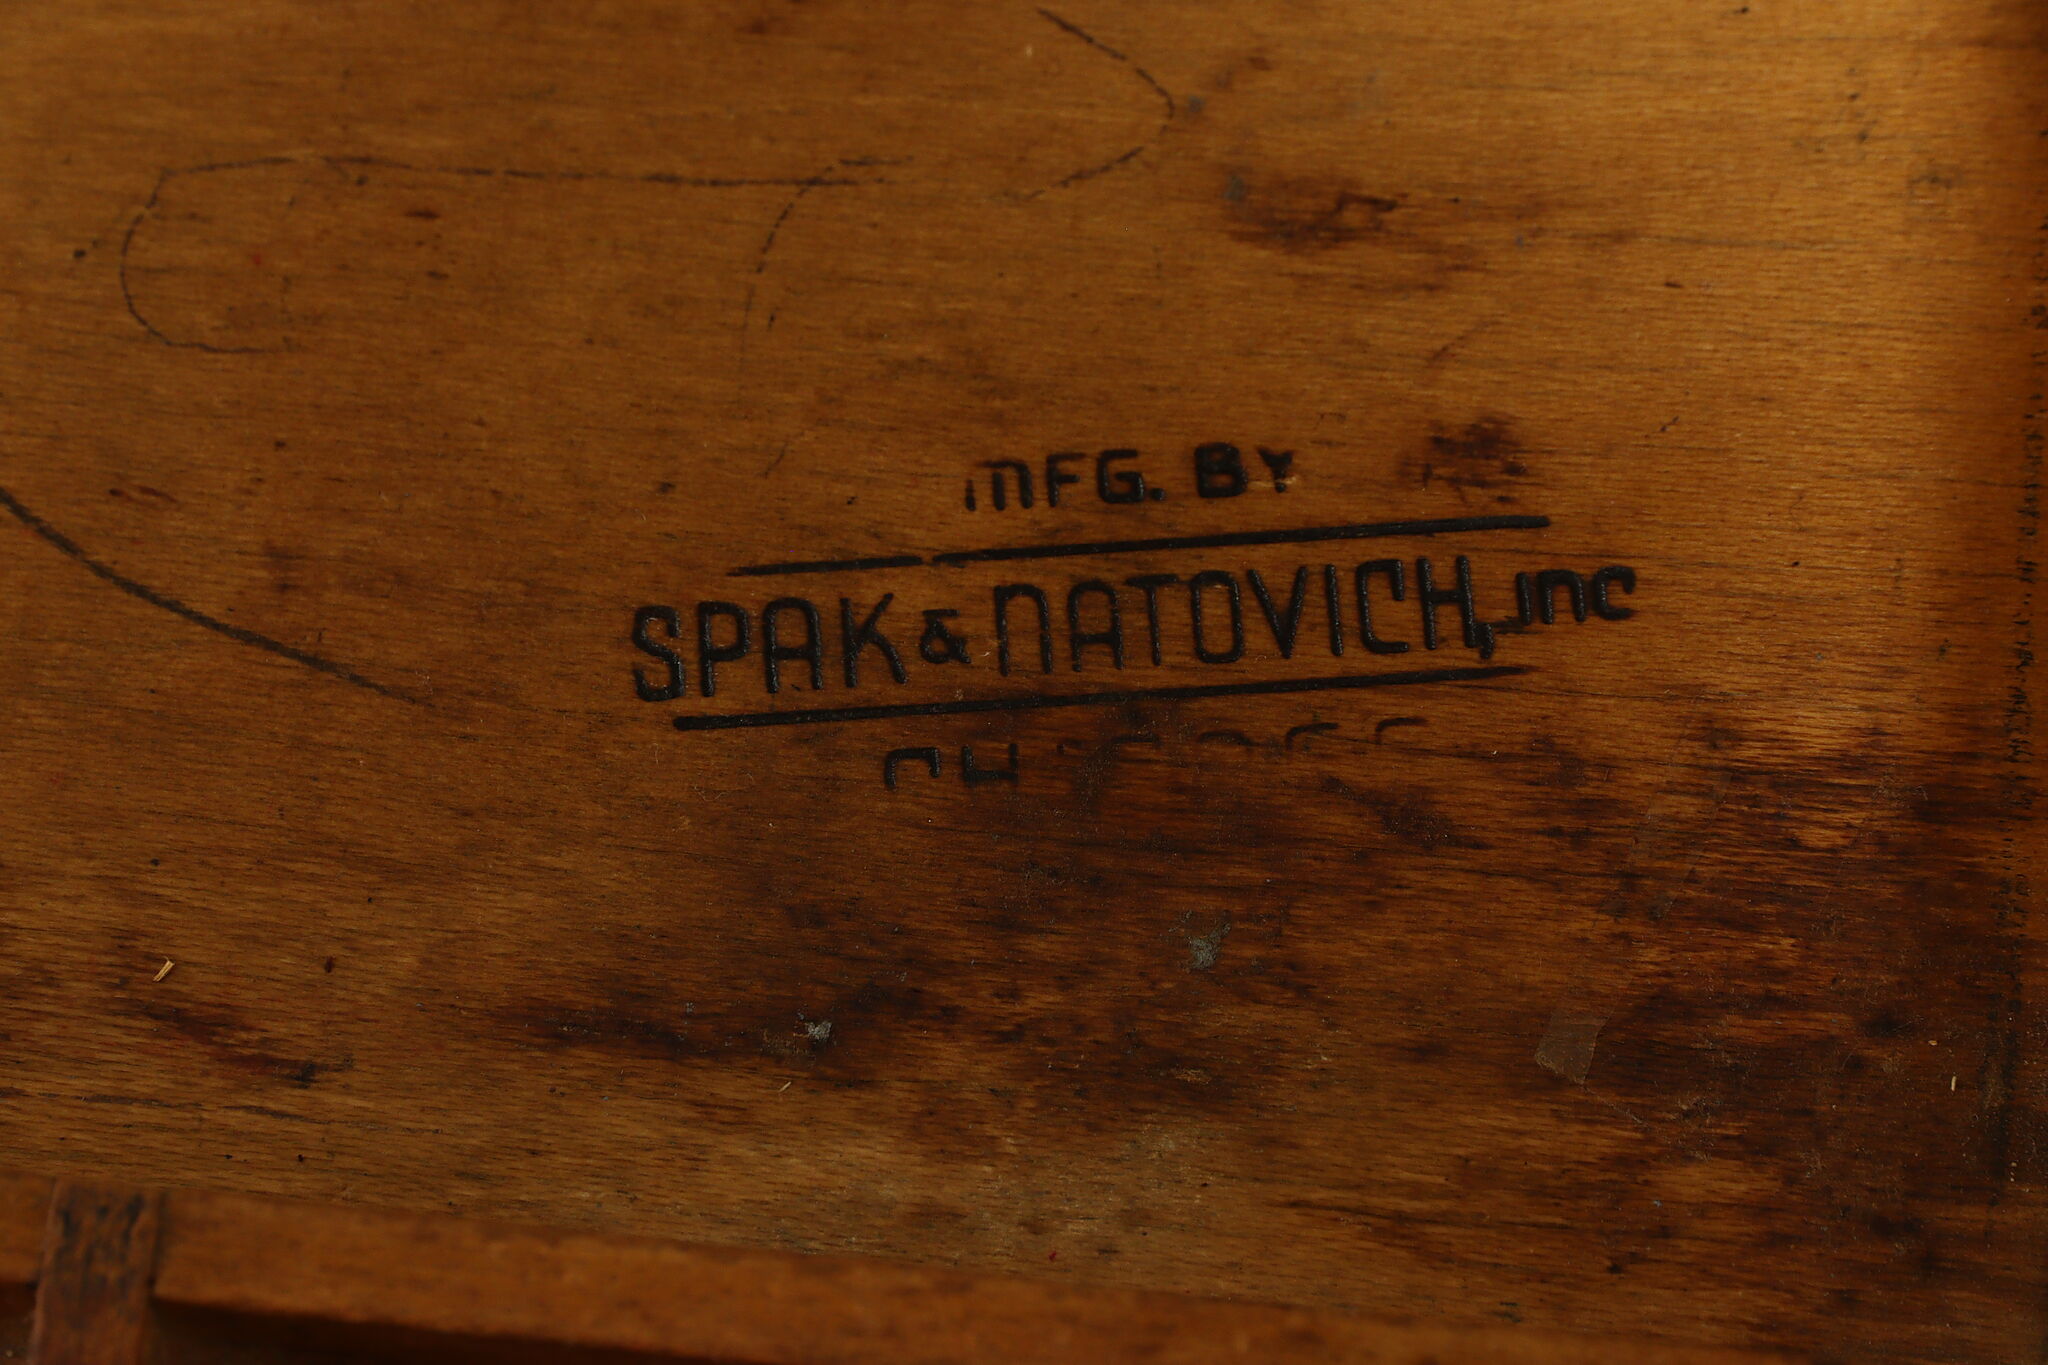 MFG. BY
SPAK & NATOVICH, INC